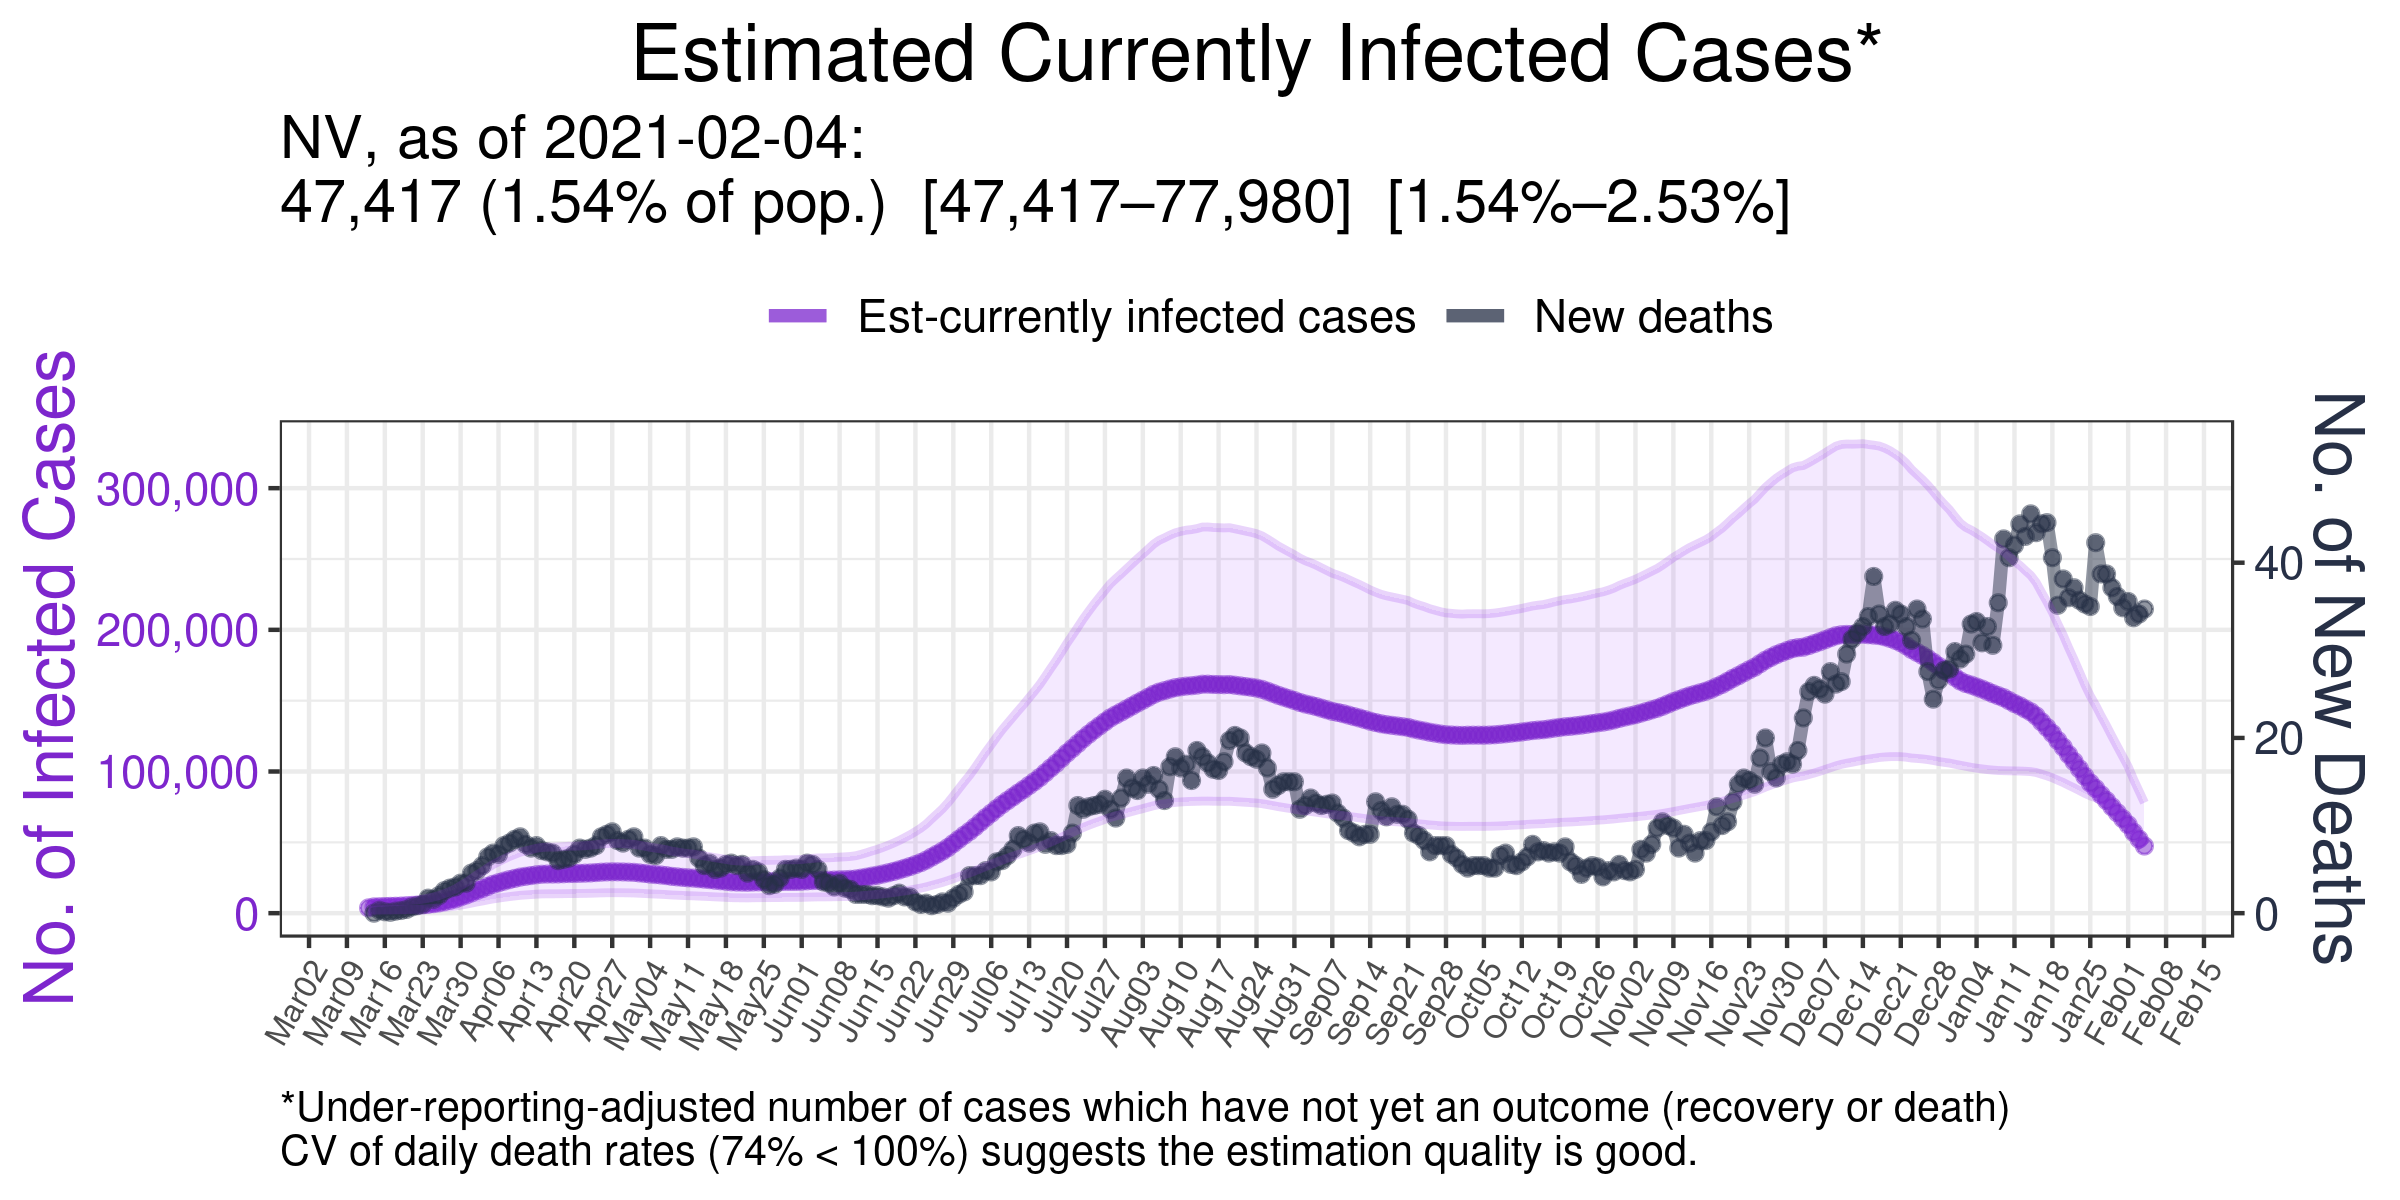 Estimated Currently Infected Cases*
NV, as of 2021-02-04:
47,417 (1.54% of pop.)  [47,417–77,980]  [1.54%–2.53%]
Est-currently infected cases
New deaths
No. of Infected Cases
300,000
200,000
100,000
0
No. of New Deaths
40
20
0
Mar02
Mar09
Mar16
Mar23
Mar30
Apr06
Apr13
Apr20
Apr27
May04
May11
May18
May25
Jun01
Jun08
Jun15
Jun22
Jun29
Jul06
Jul13
Jul20
Jul27
Aug03
Aug10
Aug17
Aug24
Aug31
Sep07
Sep14
Sep21
Sep28
Oct05
Oct12
Oct19
Oct26
Nov02
Nov09
Nov16
Nov23
Nov30
Dec07
Dec14
Dec21
Dec28
Jan04
Jan11
Jan18
Jan25
Feb01
Feb08
Feb15
*Under-reporting-adjusted number of cases which have not yet an outcome (recovery or death)
CV of daily death rates (74% < 100%) suggests the estimation quality is good.